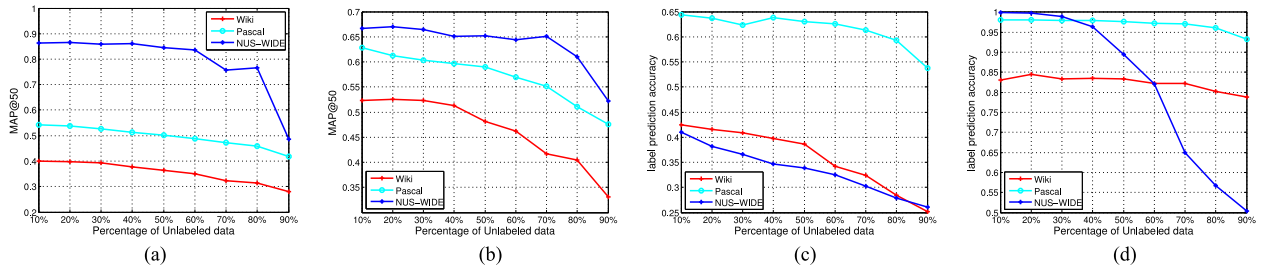 1
0.9
0.8
0.7
0.6
0.5
0.4
0.3
0.2
MAP@50
Wiki
Pascal
NUS-WIDE
10% 20% 30% 40% 50% 60% 70% 80% 90%
Percentage of Unlabeled data
(a)
0.7
0.65
0.6
0.55
0.5
0.45
0.4
0.35
MAP@50
Wiki
Pascal
NUS-WIDE
10% 20% 30% 40% 50% 60% 70% 80% 90%
Percentage of Unlabeled data
(b)
0.65
0.6
0.55
0.5
0.45
0.4
0.35
0.3
0.25
label prediction accuracy
Wiki
Pascal
NUS-WIDE
10% 20% 30% 40% 50% 60% 70% 80% 90%
Percentage of Unlabeled data
(c)
1
0.95
0.9
0.85
0.8
0.75
0.7
0.65
0.6
0.55
0.5
label prediction accuracy
Wiki
Pascal
NUS-WIDE
10% 20% 30% 40% 50% 60% 70% 80% 90%
Percentage of Unlabeled data
(d)